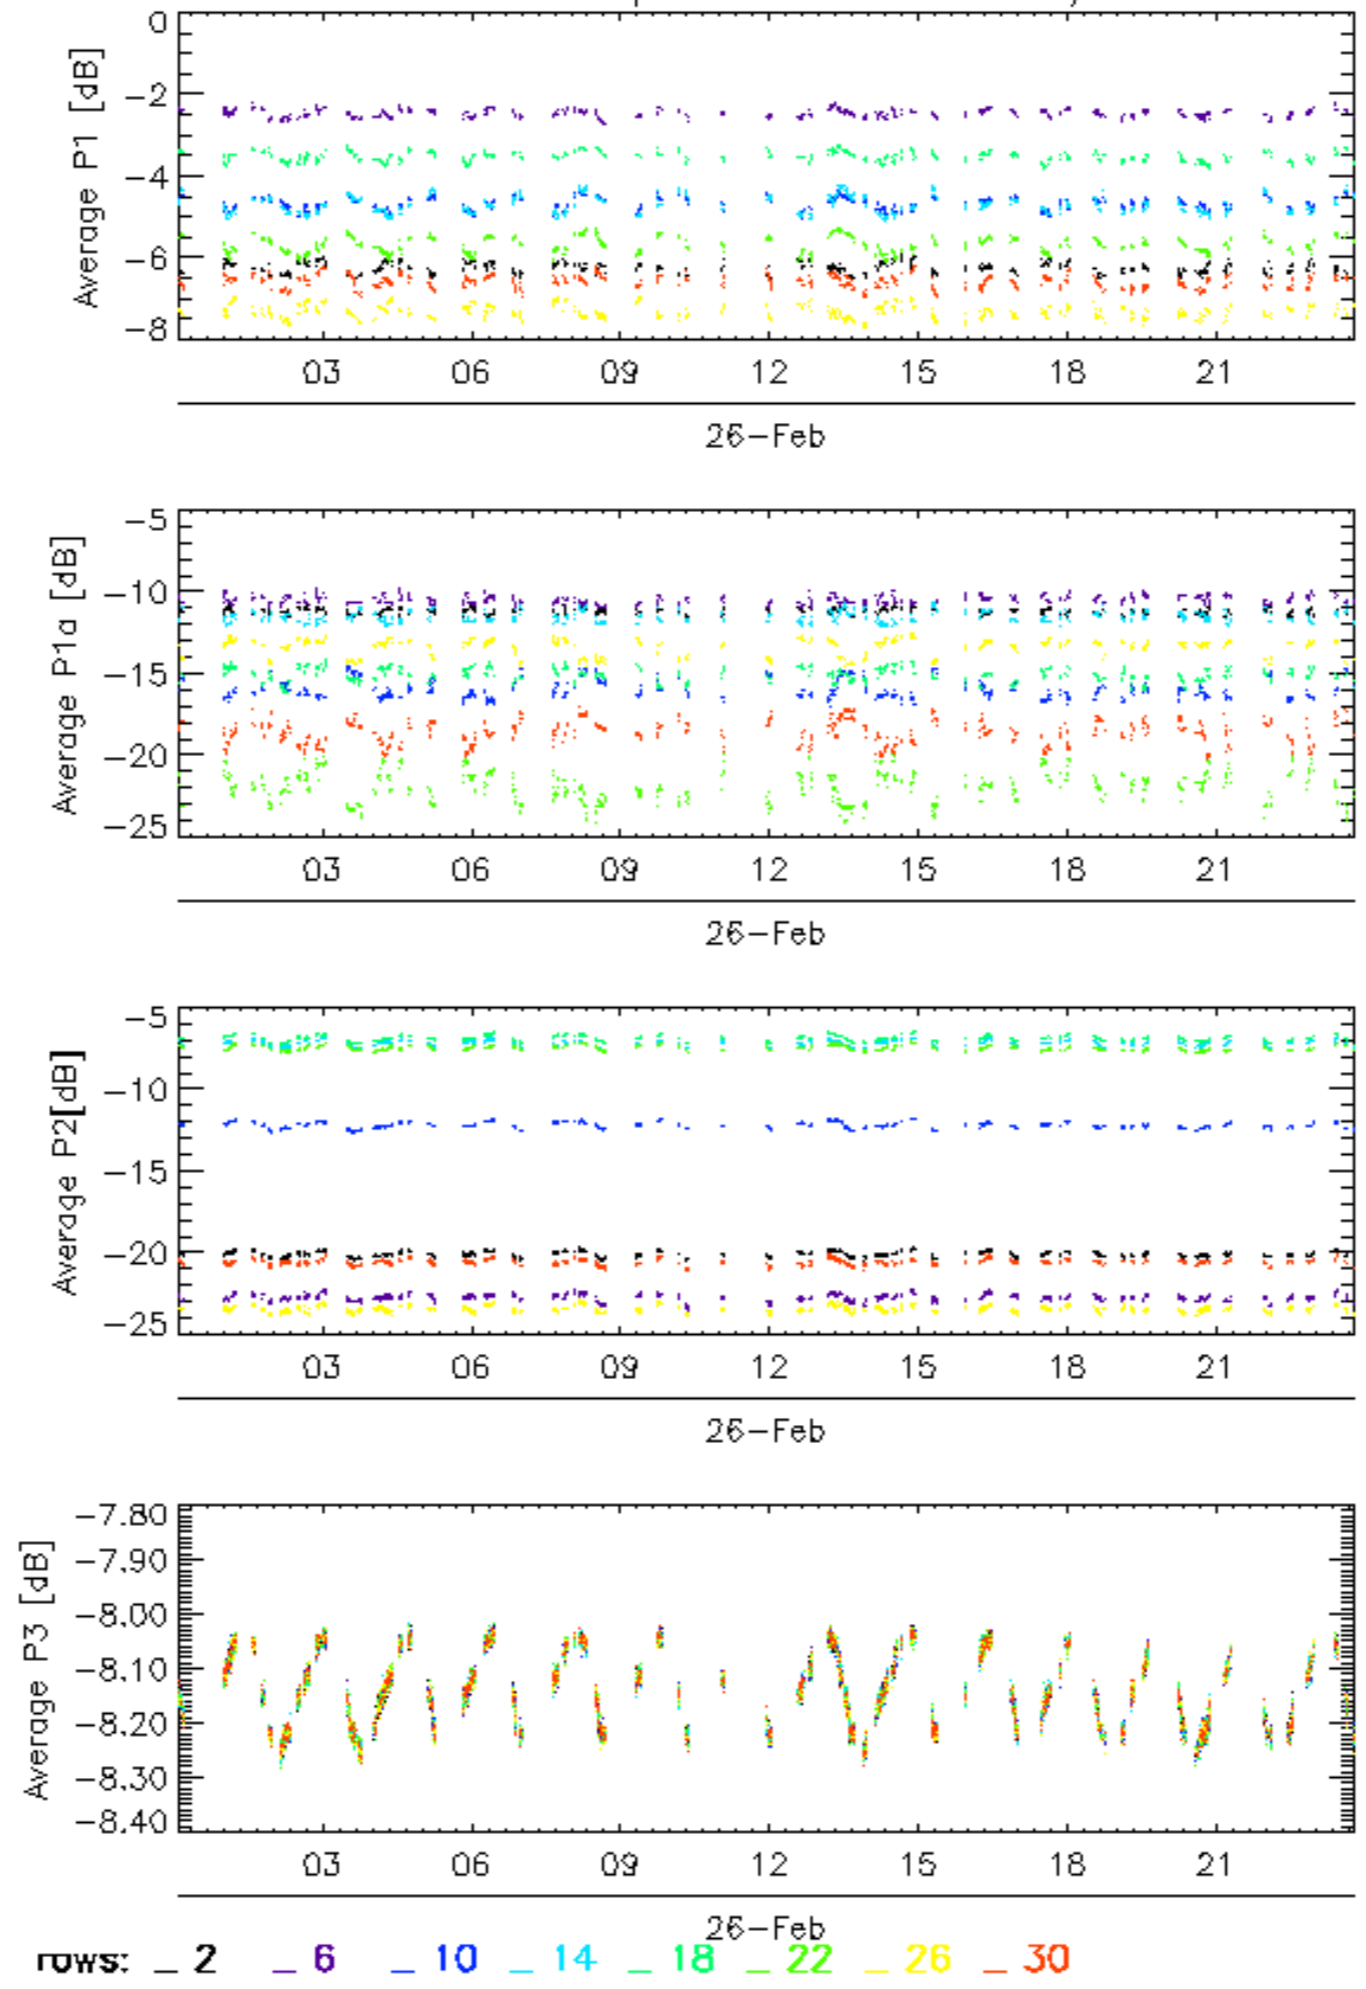 Average P1 [dB]
0
−2
−4
−6
−8
03 06 09 12 15 18 21
26−Feb
Average P1a [dB]
−5
−10
−15
−20
−25
03 06 09 12 15 18 21
26−Feb
Average P2[dB]
−5
−10
−15
−20
−25
03 06 09 12 15 18 21
26−Feb
Average P3 [dB]
−7.80
−7.90
−8.00
−8.10
−8.20
−8.30
−8.40
03 06 09 12 15 18 21
26−Feb
rows: _ 2 _ 6 _ 10 _ 14 _ 18 _ 22 _ 26 _ 30